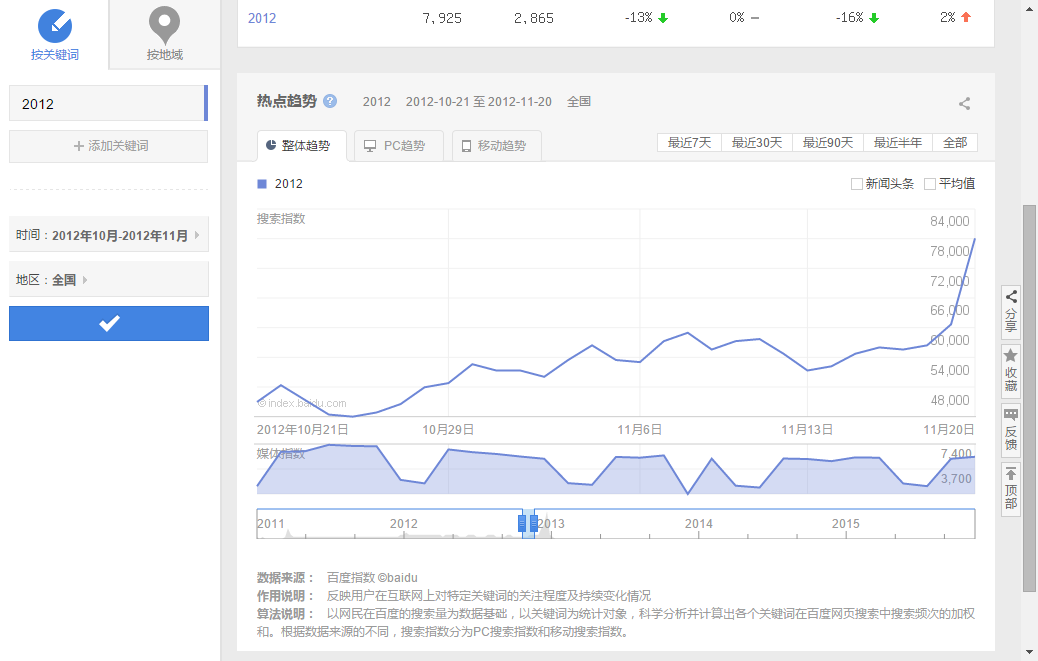 按关键词
按地域
2012
添加关键词
时间：2012年10月-2012年11月
地区：全国
2012 7,925 2,865 -13% 0% -16% 2%
热点趋势 ? 2012 2012-10-21 至 2012-11-20 全国
整体趋势 PC趋势 移动趋势 最近7天 最近30天 最近90天 最近半年 全部
2012 新闻头条 平均值
搜索指数
84,000
78,000
72,000
66,000
60,000
54,000
48,000
©index.baidu.com
2012年10月21日 10月29日 11月6日 11月13日 11月20日
媒体指数
7,400
3,700
2011 2012 2013 2014 2015
数据来源： 百度指数 ©baidu
作用说明： 反映用户在互联网上对特定关键词的关注程度及持续变化情况
算法说明： 以网民在百度的搜索量为数据基础，以关键词为统计对象，科学分析并计算出各个关键词在百度网页搜索中搜索频次的加权
和。根据数据来源的不同，搜索指数分为PC搜索指数和移动搜索指数。
分享
收藏
反馈
顶部